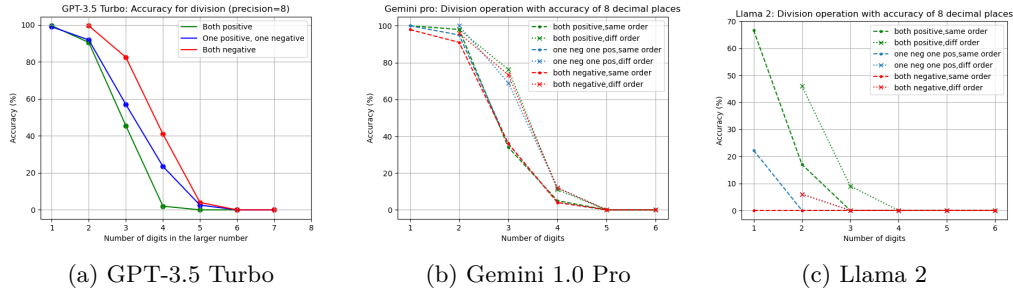 GPT-3.5 Turbo: Accuracy for division (precision=8)
Accuracy (%)
100
80
60
40
20
0
1 2 3 4 5 6 7 8
Number of digits in the larger number
Both positive
One positive, one negative
Both negative
(a) GPT-3.5 Turbo
Gemini pro: Division operation with accuracy of 8 decimal places
Accuracy (%)
100
80
60
40
20
0
1 2 3 4 5 6
Number of digits
both positive,same order
both positive,diff order
one neg one pos,same order
one neg one pos,diff order
both negative,same order
both negative,diff order
(b) Gemini 1.0 Pro
Llama 2: Division operation with accuracy of 8 decimal places
Accuracy (%)
70
60
50
40
30
20
10
0
1 2 3 4 5 6
Number of digits
both positive,same order
both positive,diff order
one neg one pos,same order
one neg one pos,diff order
both negative,same order
both negative,diff order
(c) Llama 2